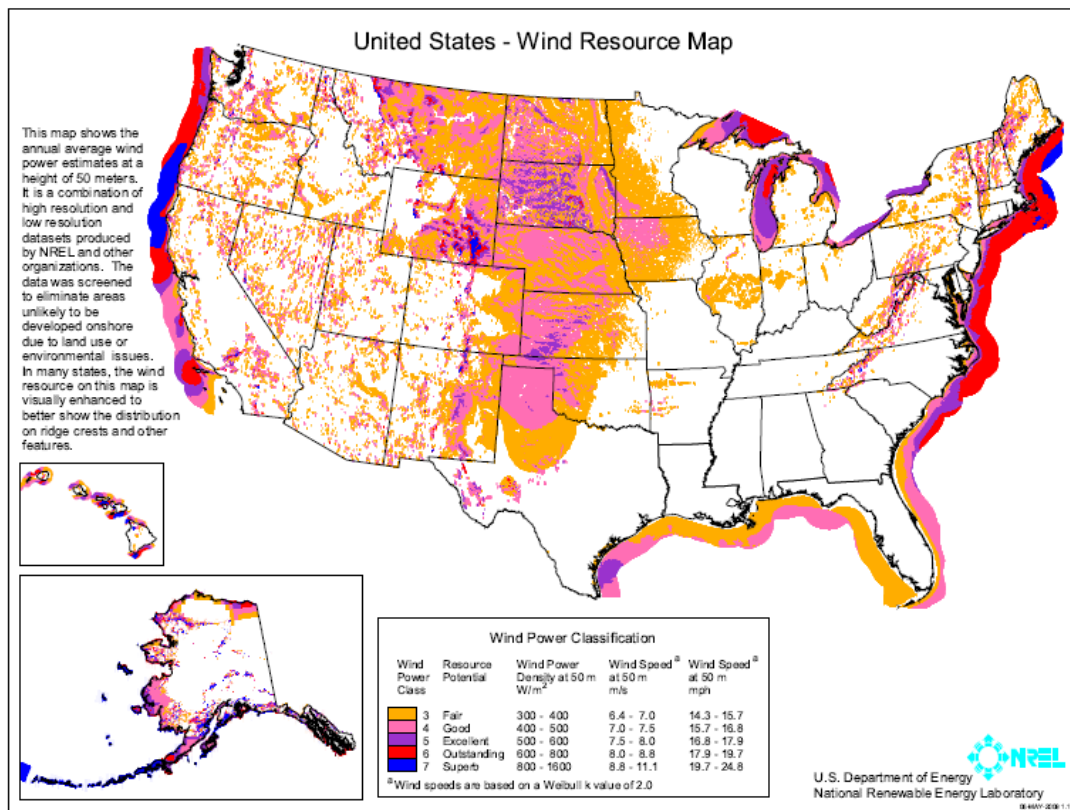 United States - Wind Resource Map
This map shows the
annual average wind
power estimates at a
height of 50 meters.
It is a combination of
high resolution and
low resolution
datasets produced
by NREL and other
organizations. The
data was screened
to eliminate areas
unlikely to be
developed onshore
due to land use or
environmental issues.
In many states, the wind
resource on this map is
visually enhanced to
better show the distribution
on ridge crests and other
features.
Wind Power Classification
Wind Power Class Resource Potential Wind Power Density at 50 m W/m² Wind Speed a at 50 m m/s Wind Speed a at 50 m mph
3 Fair 300 - 400 6.4 - 7.0 14.3 - 15.7
4 Good 400 - 500 7.0 - 7.5 15.7 - 16.8
5 Excellent 500 - 600 7.5 - 8.0 16.8 - 17.9
6 Outstanding 600 - 800 8.0 - 8.8 17.9 - 19.7
7 Superb 800 - 1600 8.8 - 11.1 19.7 - 24.8
a Wind speeds are based on a Weibull k value of 2.0
NREL
U.S. Department of Energy
National Renewable Energy Laboratory